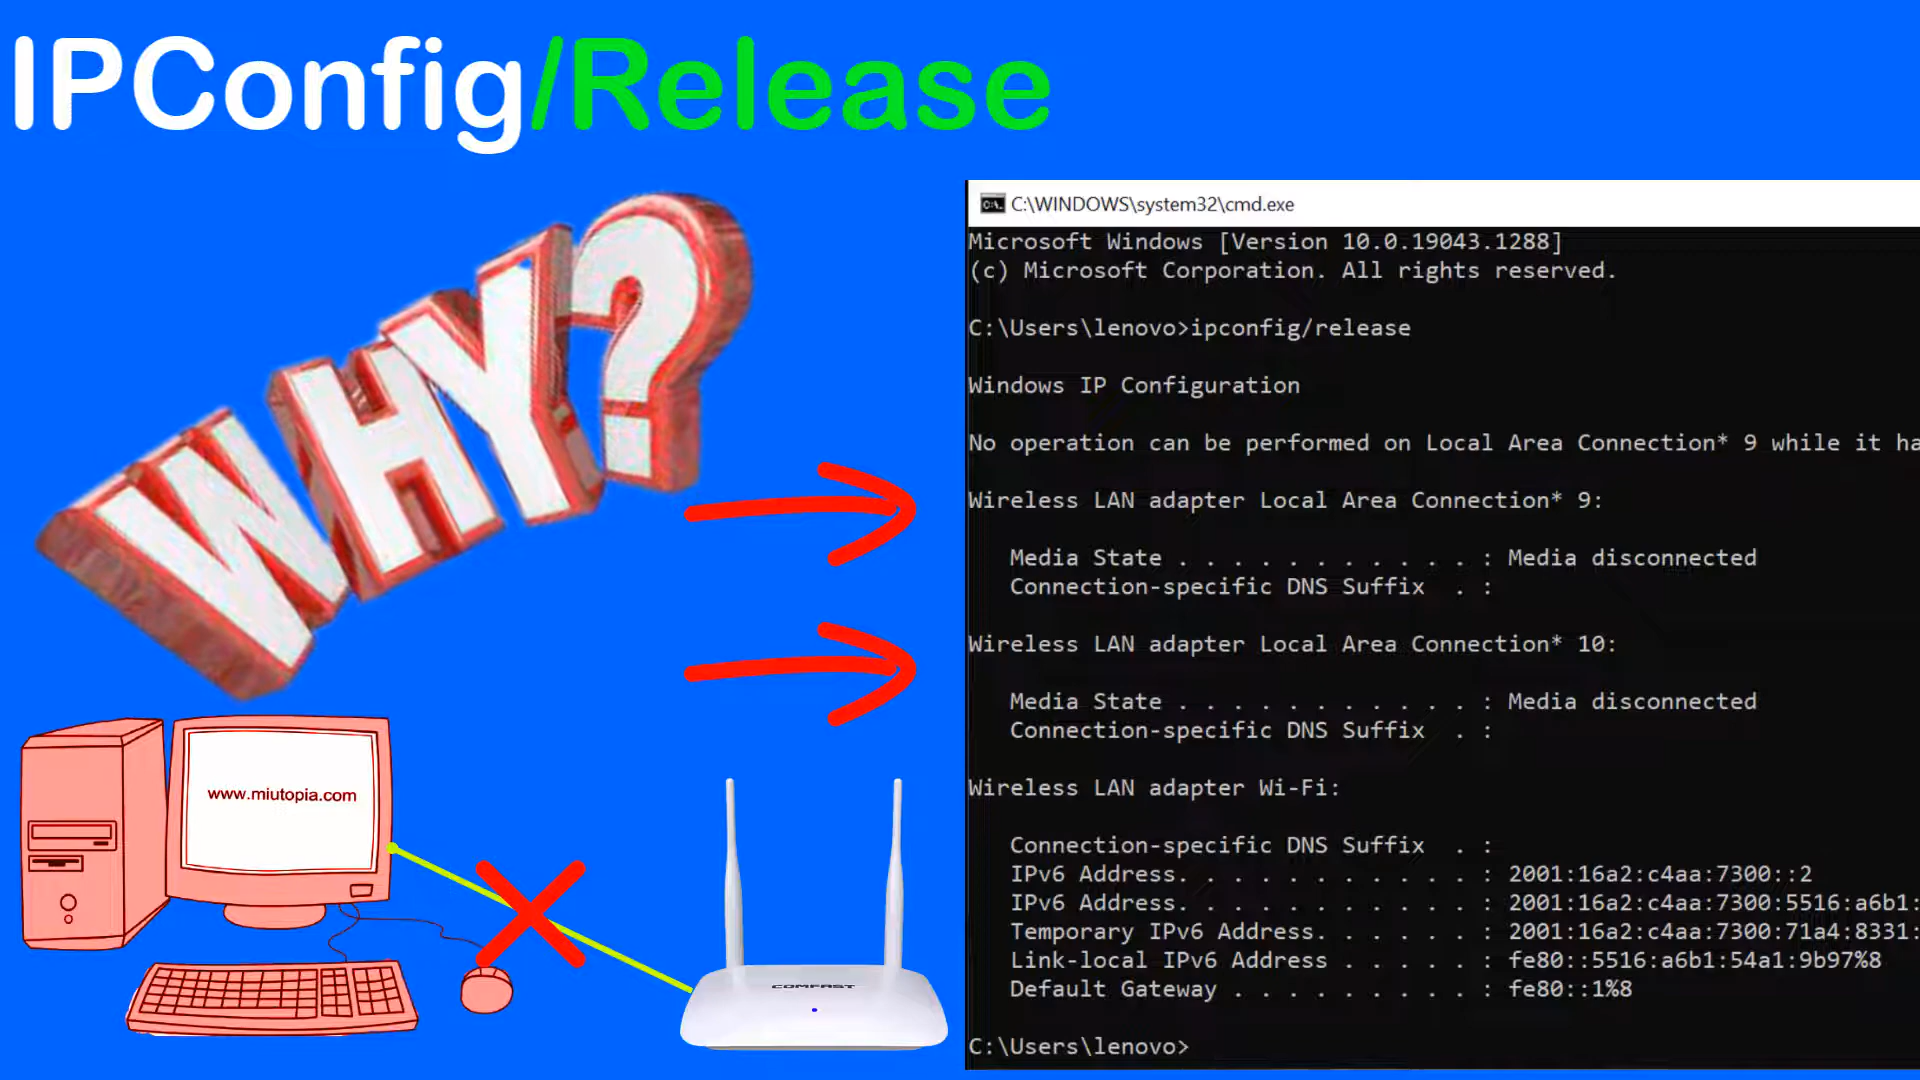 IPConfig/Release
WHY?
www.miutopia.com
COMFAST
C:\WINDOWS\system32\cmd.exe
Microsoft Windows [Version 10.0.19043.1288]
(c) Microsoft Corporation. All rights reserved.
C:\Users\lenovo>ipconfig/release
Windows IP Configuration
No operation can be performed on Local Area Connection* 9 while it ha
Wireless LAN adapter Local Area Connection* 9:
Media State . . . . . . . . . . . : Media disconnected
Connection-specific DNS Suffix  . :
Wireless LAN adapter Local Area Connection* 10:
Media State . . . . . . . . . . . : Media disconnected
Connection-specific DNS Suffix  . :
Wireless LAN adapter Wi-Fi:
Connection-specific DNS Suffix  . :
IPv6 Address. . . . . . . . . . . : 2001:16a2:c4aa:7300::2
IPv6 Address. . . . . . . . . . . : 2001:16a2:c4aa:7300:5516:a6b1:
Temporary IPv6 Address. . . . . . : 2001:16a2:c4aa:7300:71a4:8331:
Link-local IPv6 Address . . . . . : fe80::5516:a6b1:54a1:9b97%8
Default Gateway . . . . . . . . . : fe80::1%8
C:\Users\lenovo>